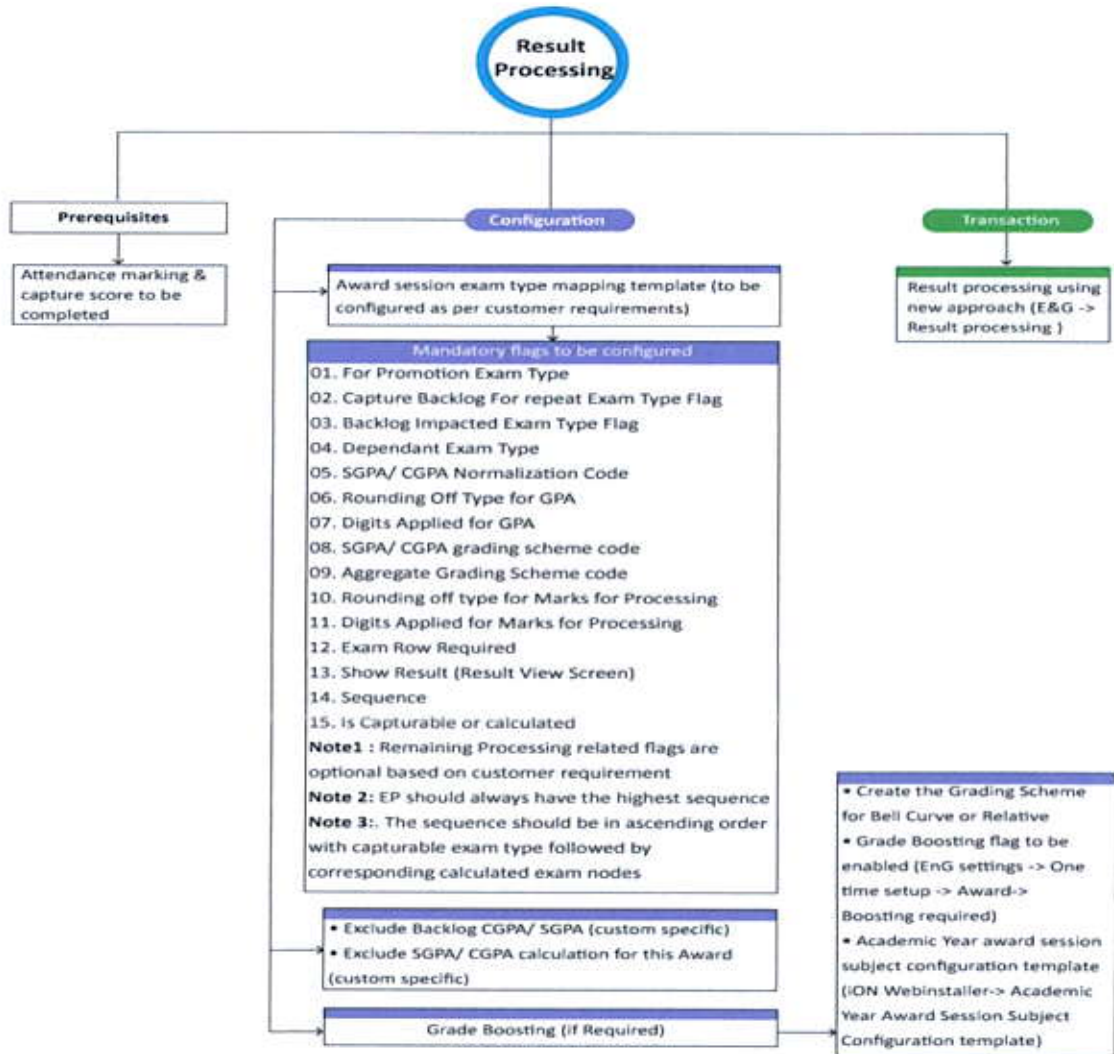 Result
Processing
Prerequisites
Attendance marking &
capture score to be
completed
Configuration
Award session exam type mapping template (to be
configured as per customer requirements)
Mandatory flags to be configured
01. For Promotion Exam Type
02. Capture Backlog For repeat Exam Type Flag
03. Backlog Impacted Exam Type Flag
04. Dependant Exam Type
05. SGPA/ CGPA Normalization Code
06. Rounding Off Type for GPA
07. Digits Applied for GPA
08. SGPA/ CGPA grading scheme code
09. Aggregate Grading Scheme code
10. Rounding off type for Marks for Processing
11. Digits Applied for Marks for Processing
12. Exam Row Required
13. Show Result (Result View Screen)
14. Sequence
15. Is Capturable or calculated
Note1 : Remaining Processing related flags are
optional based on customer requirement
Note 2: EP should always have the highest sequence
Note 3:. The sequence should be in ascending order
with capturable exam type followed by
corresponding calculated exam nodes
• Exclude Backlog CGPA/ SGPA (custom specific)
• Exclude SGPA/ CGPA calculation for this Award
(custom specific)
Grade Boosting (if Required)
• Create the Grading Scheme
for Bell Curve or Relative
• Grade Boosting flag to be
enabled (EnG settings -> One
time setup -> Award->
Boosting required)
• Academic Year award session
subject configuration template
(iON Webinstaller-> Academic
Year Award Session Subject
Configuration template)
Transaction
Result processing using
new approach (E&G ->
Result processing )